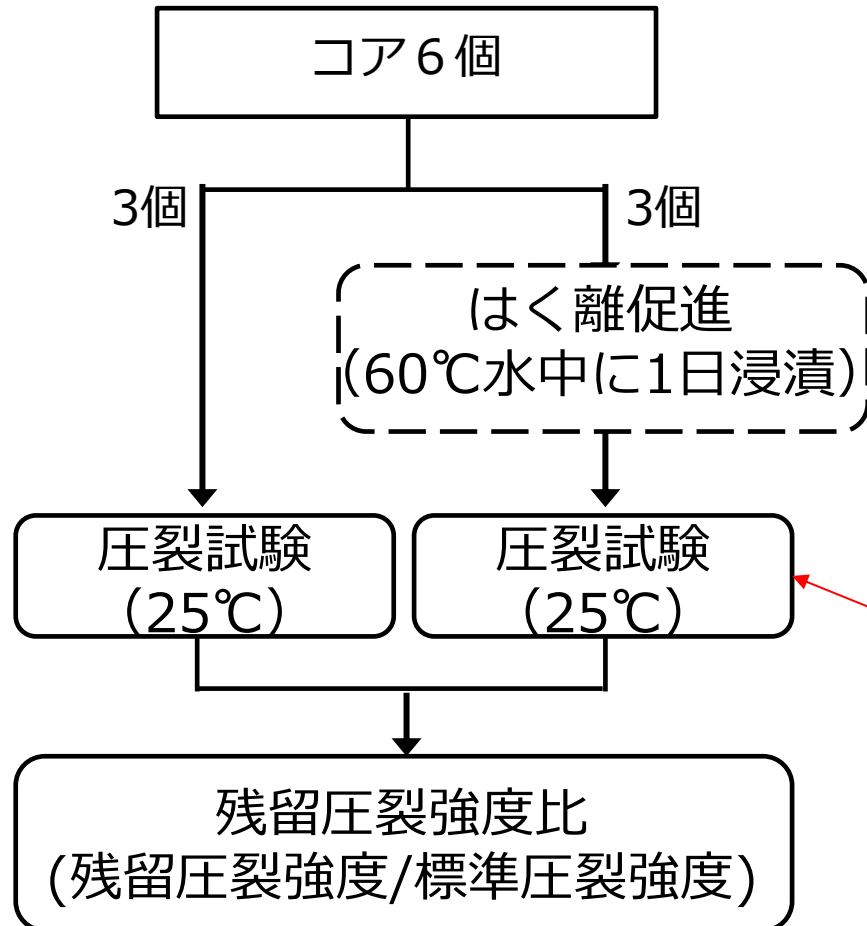 コア６個
3個
3個
はく離促進
（60℃水中に1日浸漬）
圧裂試験
（25℃）
圧裂試験
（25℃）
残留圧裂強度比
(残留圧裂強度/標準圧裂強度)